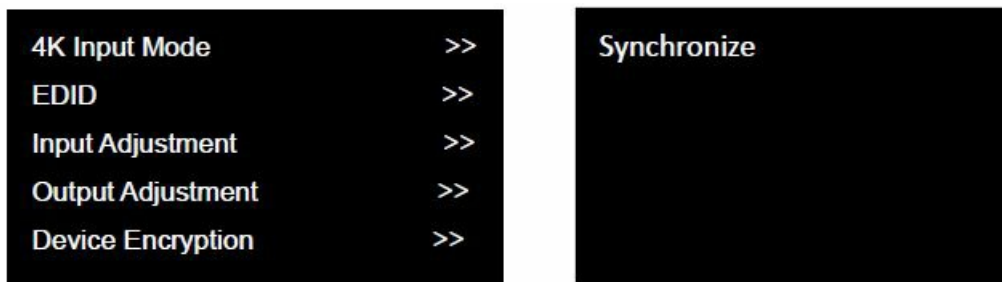 4K Input Mode >>
EDID >>
Input Adjustment >>
Output Adjustment >>
Device Encryption >>
Synchronize